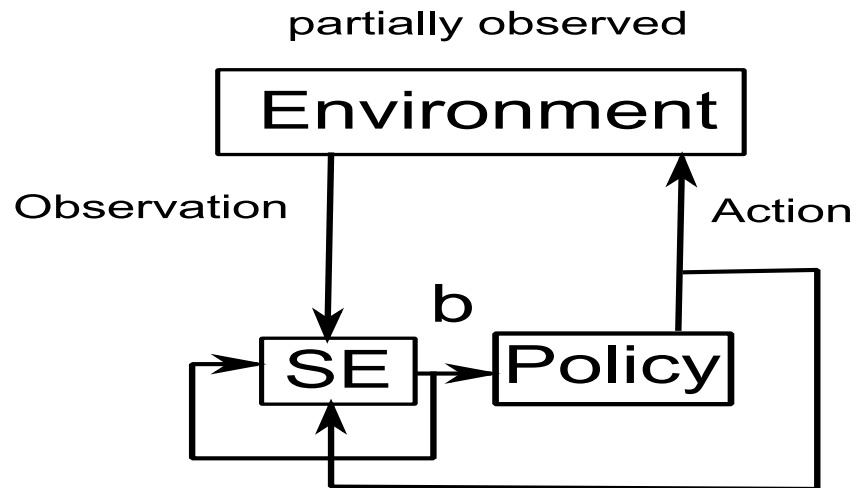 partially observed
Environment
Observation
Action
b
SE
Policy